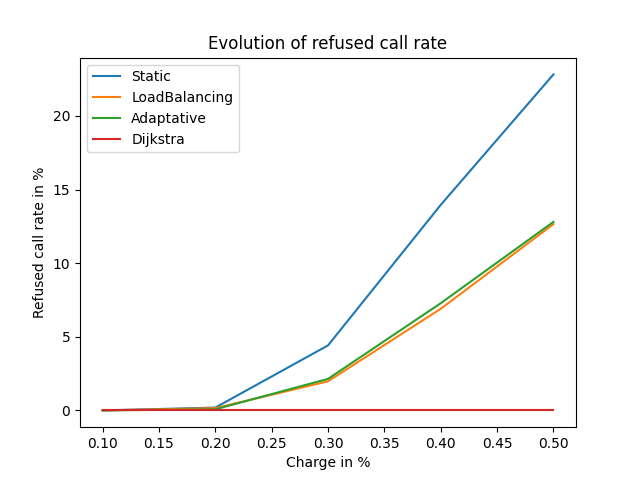 Evolution of refused call rate
Static
LoadBalancing
Adaptative
Dijkstra
Refused call rate in %
20
15
10
5
0
0.10 0.15 0.20 0.25 0.30 0.35 0.40 0.45 0.50
Charge in %